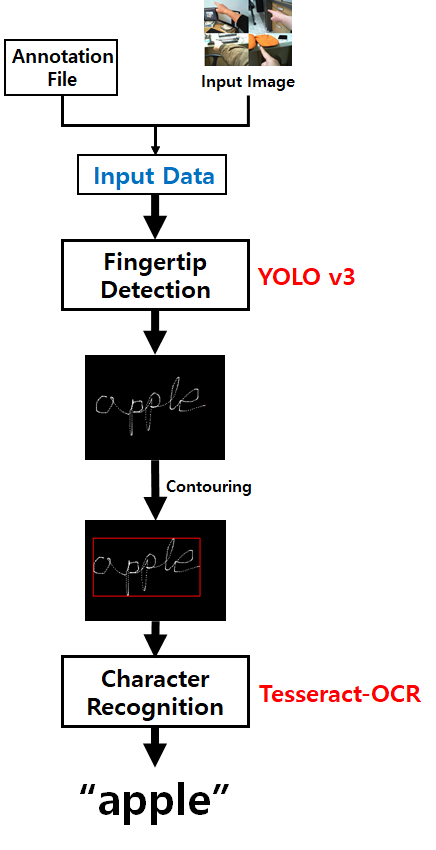 Annotation
File
Input Image
Input Data
Fingertip
Detection
YOLO v3
apple
Contouring
apple
Character
Recognition
Tesseract-OCR
“apple”